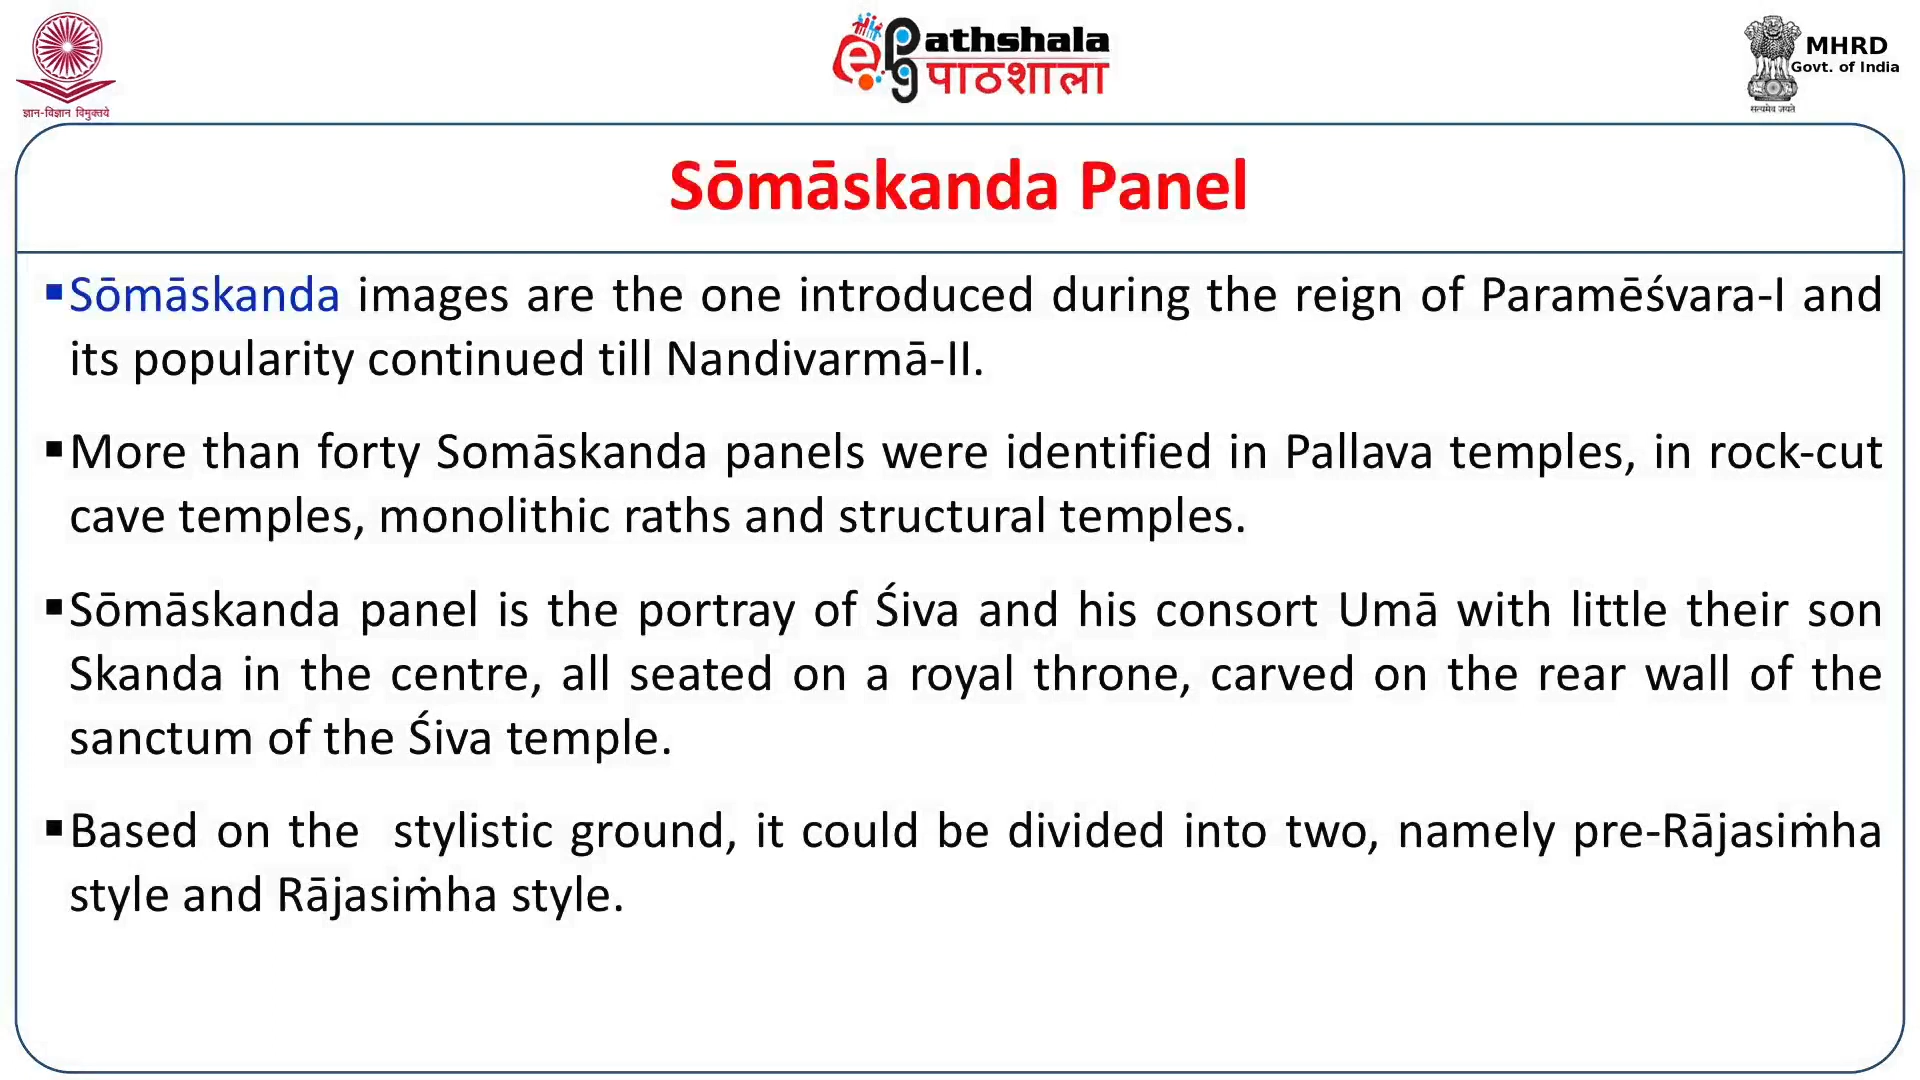 ज्ञान-विज्ञान विमुक्तये
ePG Pathshala
पाठशाला
MHRD
Govt. of India
सत्यमेव जयते
Sōmāskanda Panel
▪Sōmāskanda images are the one introduced during the reign of Paramēśvara-I and
its popularity continued till Nandivarmā-II.
▪More than forty Somāskanda panels were identified in Pallava temples, in rock-cut
cave temples, monolithic raths and structural temples.
▪Sōmāskanda panel is the portray of Śiva and his consort Umā with little their son
Skanda in the centre, all seated on a royal throne, carved on the rear wall of the
sanctum of the Śiva temple.
▪Based on the  stylistic ground, it could be divided into two, namely pre-Rājasiṁha
style and Rājasiṁha style.